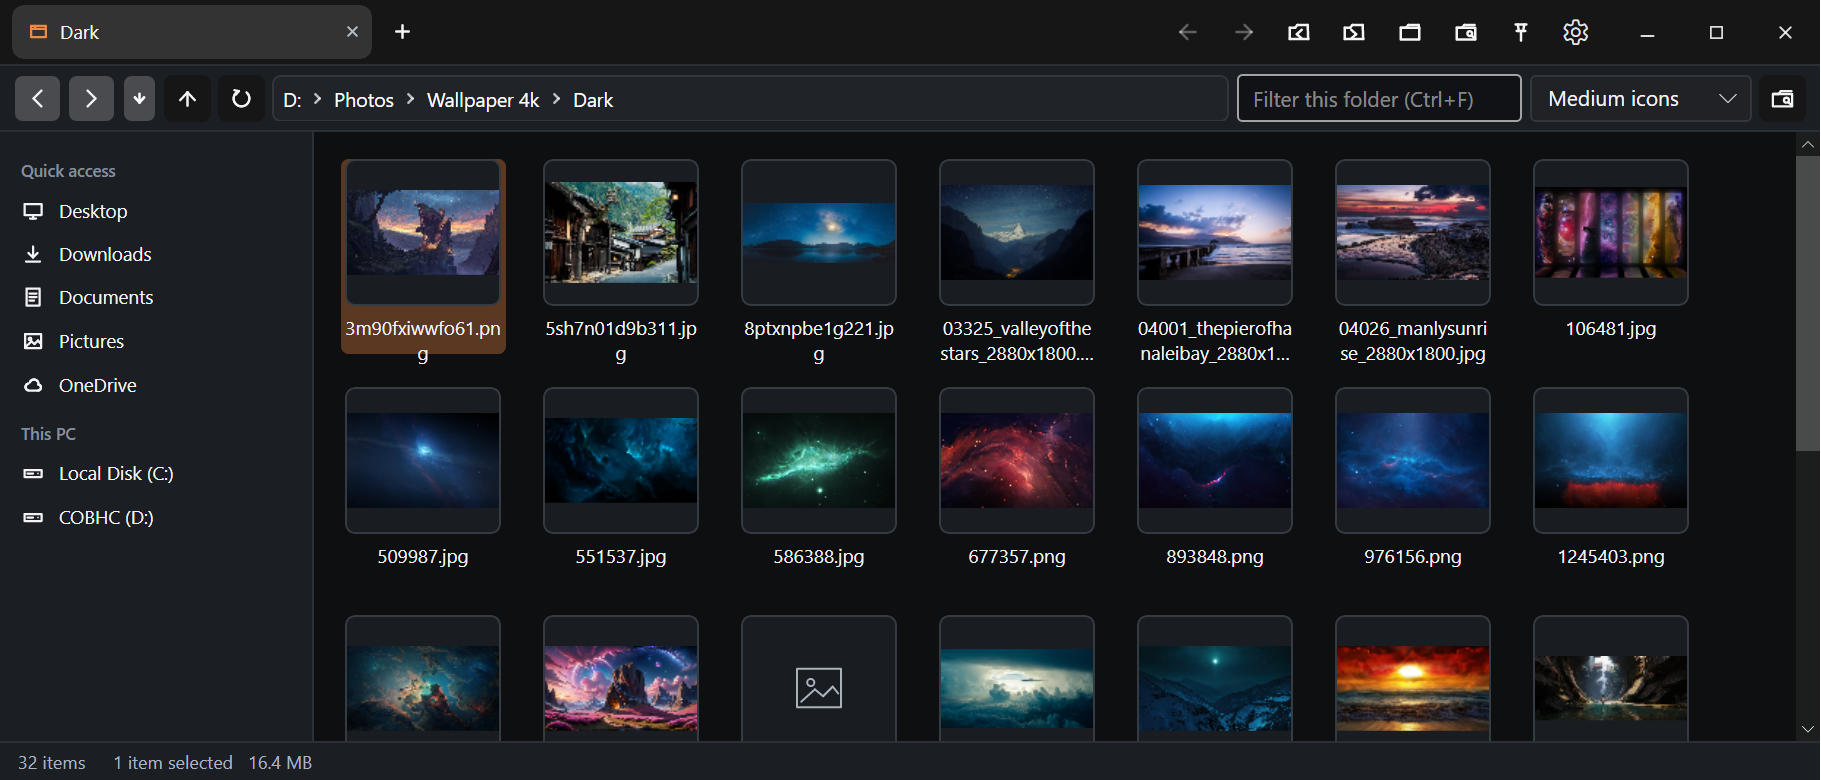 Dark
D: > Photos > Wallpaper 4k > Dark
Filter this folder (Ctrl+F)
Medium icons
Quick access
Desktop
Downloads
Documents
Pictures
OneDrive
This PC
Local Disk (C:)
COBHC (D:)
3m90fxiwwfo61.pn
g
5sh7n01d9b311.jp
g
8ptxnpbe1g221.jp
g
03325_valleyofthe
stars_2880x1800....
04001_thepierofha
naleibay_2880x1...
04026_manlysunri
se_2880x1800.jpg
106481.jpg
509987.jpg
551537.jpg
586388.jpg
677357.png
893848.png
976156.png
1245403.png
32 items
1 item selected
16.4 MB